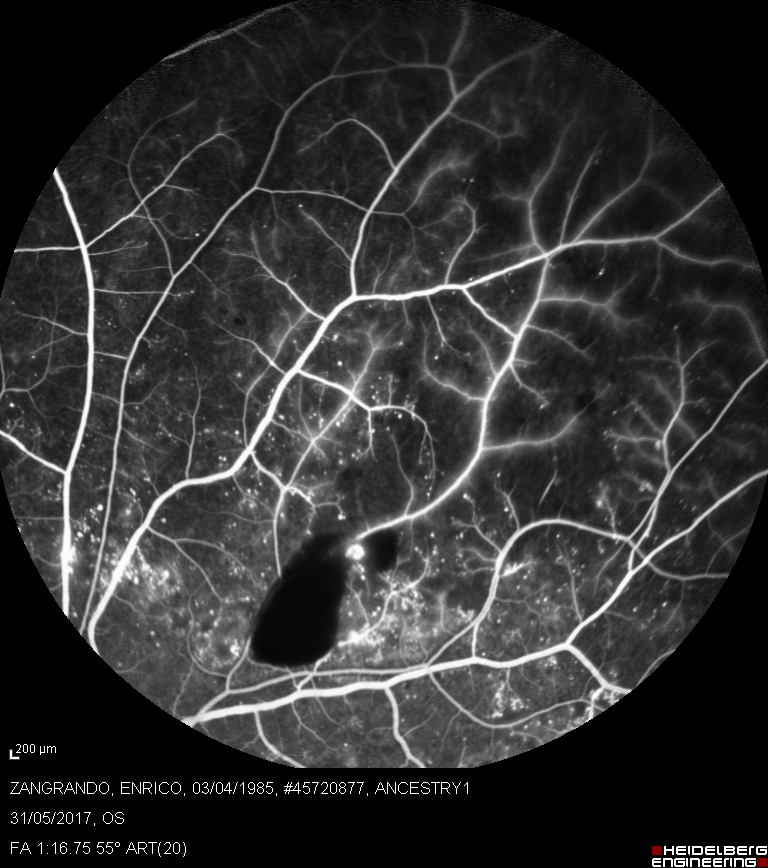 200 µm
ZANGRANDO, ENRICO, 03/04/1985, #45720877, ANCESTRY1
31/05/2017, OS
FA 1:16.75 55° ART(20)
HEIDELBERG
ENGINEERING